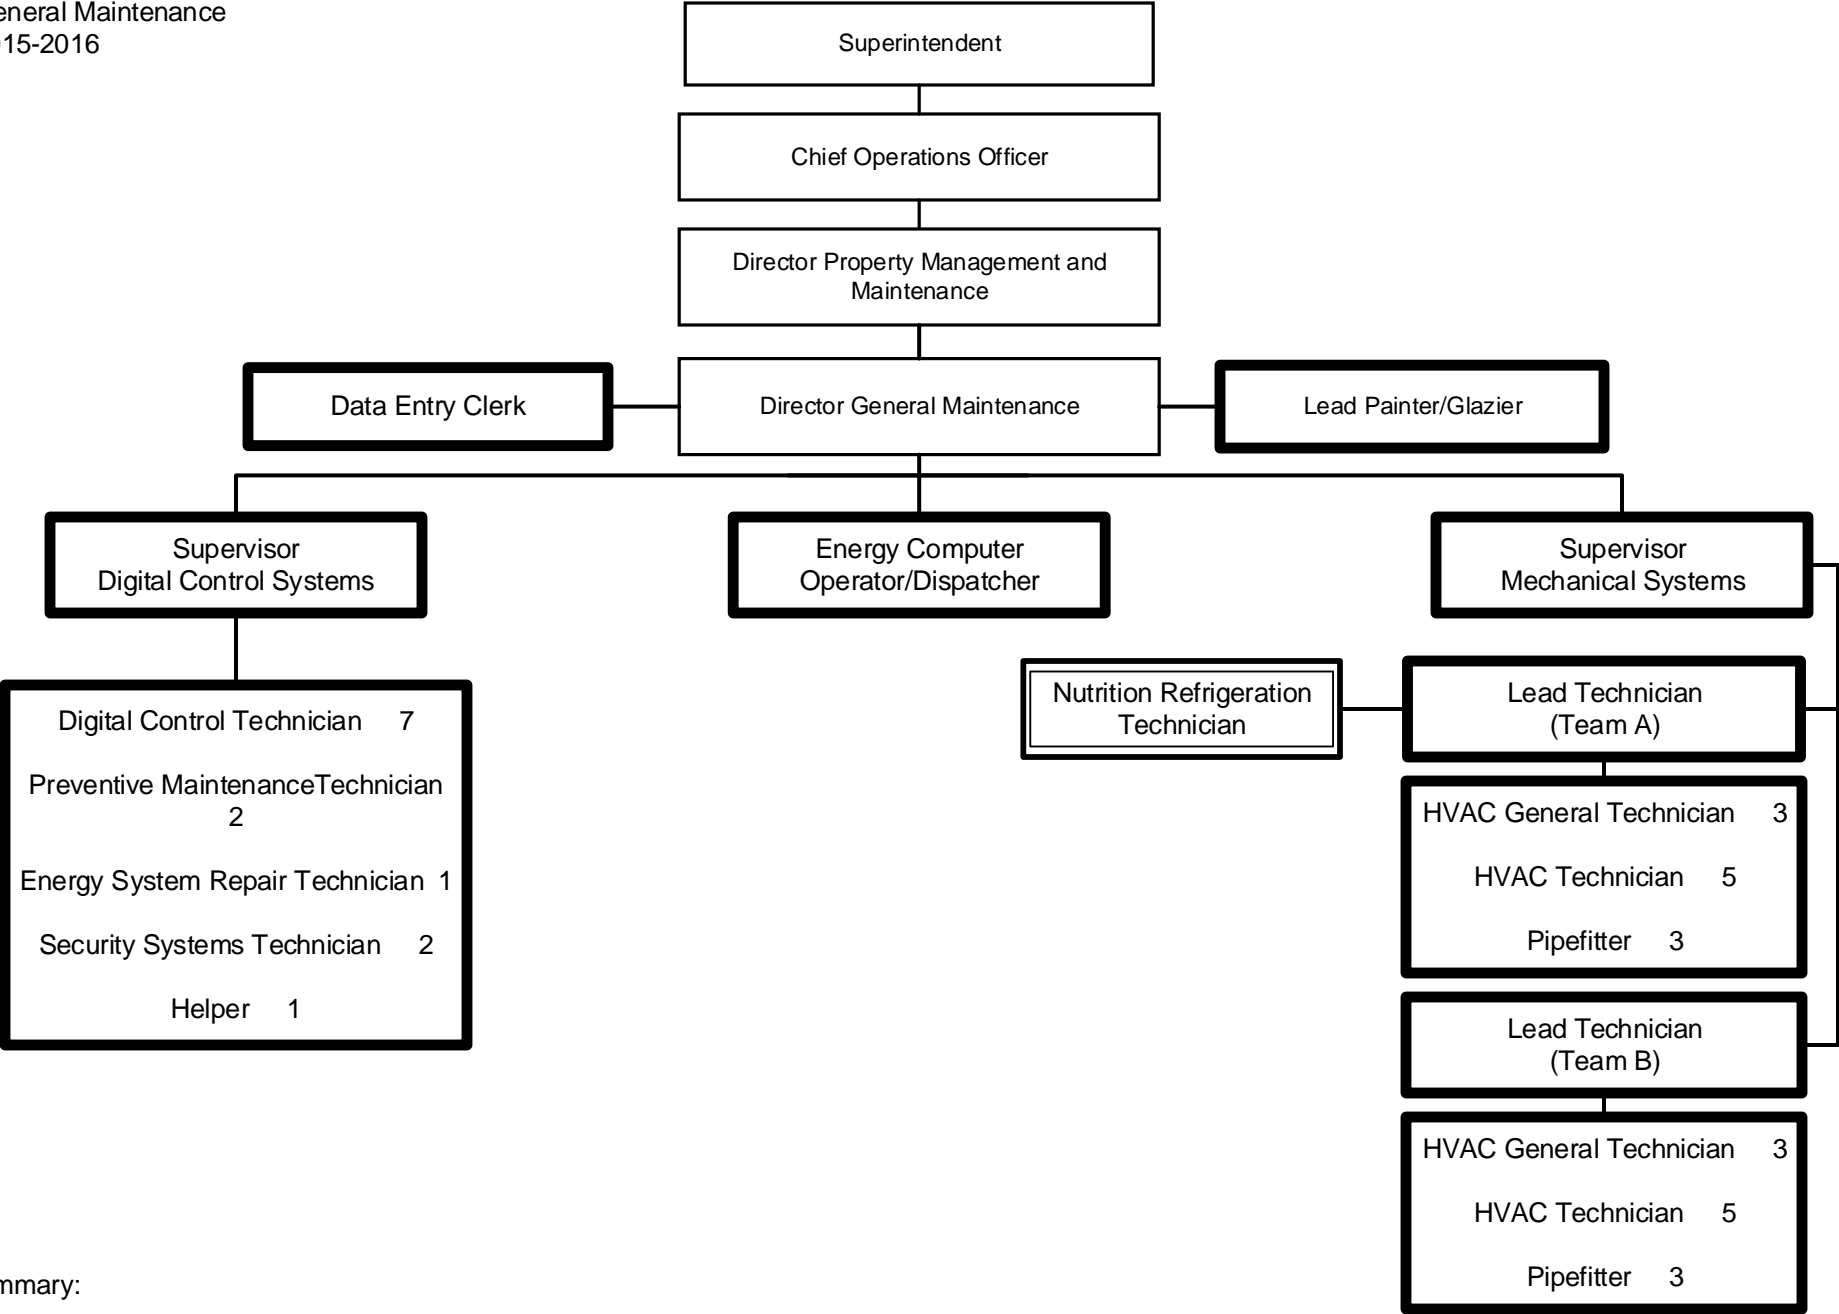 eneral Maintenance
15-2016
Superintendent
Chief Operations Officer
Director Property Management and
Maintenance
Data Entry Clerk
Director General Maintenance
Lead Painter/Glazier
Supervisor
Digital Control Systems
Energy Computer
Operator/Dispatcher
Supervisor
Mechanical Systems
Digital Control Technician 7
Preventive MaintenanceTechnician
2
Energy System Repair Technician 1
Security Systems Technician 2
Helper 1
Nutrition Refrigeration
Technician
Lead Technician
(Team A)
HVAC General Technician 3
HVAC Technician 5
Pipefitter 3
Lead Technician
(Team B)
HVAC General Technician 3
HVAC Technician 5
Pipefitter 3
mmary: